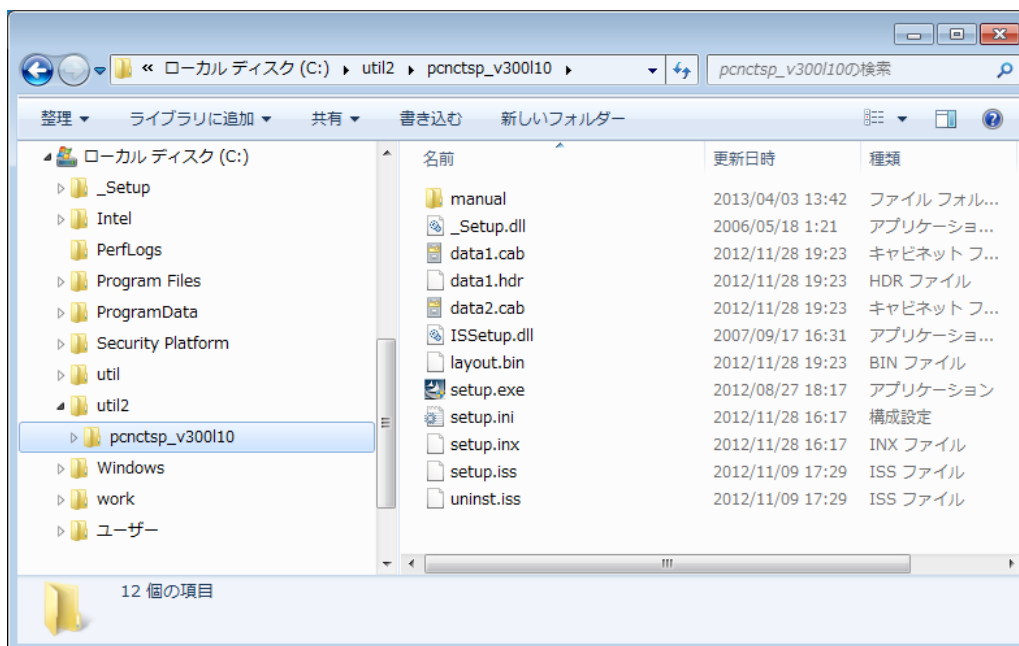 « ローカル ディスク (C:) ▸ util2 ▸ pcnctsp_v300l10 ▸ pcnctsp_v300l10の検索
整理 ▼ ライブラリに追加 ▼ 共有 ▼ 書き込む 新しいフォルダー
ローカル ディスク (C:)
_Setup
Intel
PerfLogs
Program Files
ProgramData
Security Platform
util
util2
pcnctsp_v300l10
Windows
work
ユーザー
名前 更新日時 種類
manual 2013/04/03 13:42 ファイル フォル...
_Setup.dll 2006/05/18 1:21 アプリケーショ...
data1.cab 2012/11/28 19:23 キャビネット フ...
data1.hdr 2012/11/28 19:23 HDR ファイル
data2.cab 2012/11/28 19:23 キャビネット フ...
ISSetup.dll 2007/09/17 16:31 アプリケーショ...
layout.bin 2012/11/28 19:23 BIN ファイル
setup.exe 2012/08/27 18:17 アプリケーション
setup.ini 2012/11/28 16:17 構成設定
setup.inx 2012/11/28 16:17 INX ファイル
setup.iss 2012/11/09 17:29 ISS ファイル
uninst.iss 2012/11/09 17:29 ISS ファイル
12 個の項目